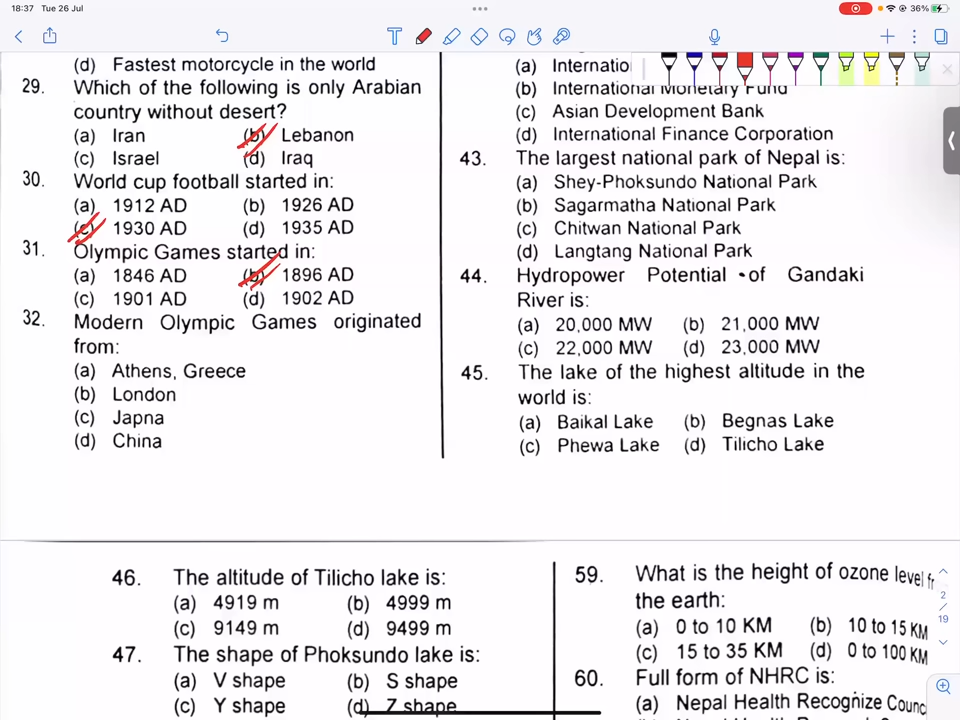 18:37 Tue 26 Jul
36%
(d) Fastest motorcycle in the world
29. Which of the following is only Arabian
country without desert?
(a) Iran (b) Lebanon
(c) Israel (d) Iraq
30. World cup football started in:
(a) 1912 AD (b) 1926 AD
(c) 1930 AD (d) 1935 AD
31. Olympic Games started in:
(a) 1846 AD (b) 1896 AD
(c) 1901 AD (d) 1902 AD
32. Modern Olympic Games originated
from:
(a) Athens, Greece
(b) London
(c) Japna
(d) China
(a) Internatio
(b) International Monetary Fund
(c) Asian Development Bank
(d) International Finance Corporation
43. The largest national park of Nepal is:
(a) Shey-Phoksundo National Park
(b) Sagarmatha National Park
(c) Chitwan National Park
(d) Langtang National Park
44. Hydropower Potential of Gandaki
River is:
(a) 20,000 MW (b) 21,000 MW
(c) 22,000 MW (d) 23,000 MW
45. The lake of the highest altitude in the
world is:
(a) Baikal Lake (b) Begnas Lake
(c) Phewa Lake (d) Tilicho Lake
46. The altitude of Tilicho lake is:
(a) 4919 m (b) 4999 m
(c) 9149 m (d) 9499 m
47. The shape of Phoksundo lake is:
(a) V shape (b) S shape
(c) Y shape (d) Z shape
59. What is the height of ozone level fr
the earth:
(a) 0 to 10 KM (b) 10 to 15 KM
(c) 15 to 35 KM (d) 0 to 100 KM
60. Full form of NHRC is:
(a) Nepal Health Recognize Counc
2
/
19